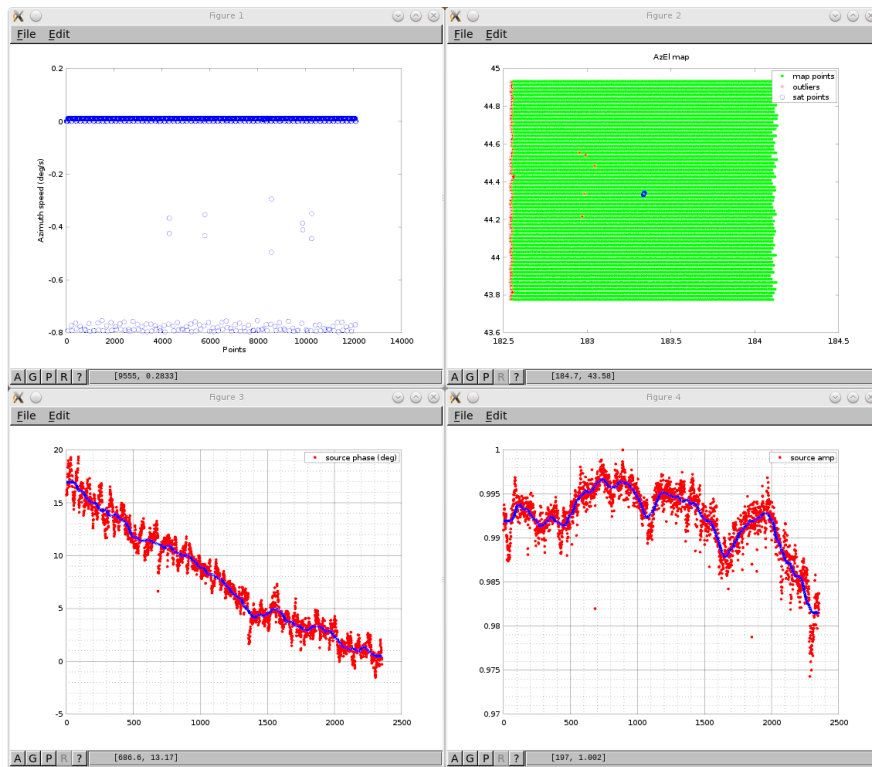 Figure 1
File Edit
0.2
0
-0.2
-0.4
-0.6
-0.8
Azimuth speed (deg/s)
0 2000 4000 6000 8000 10000 12000 14000
Points
A G P R ? [9555, 0.2833]
Figure 2
File Edit
AzEl map
45
44.8
44.6
44.4
44.2
44
43.8
43.6
map points
outliers
sat points
182.5 183 183.5 184 184.5
A G P R ? [184.7, 43.58]
Figure 3
File Edit
20
15
10
5
0
-5
source phase (deg)
0 500 1000 1500 2000 2500
A G P R ? [686.6, 13.17]
Figure 4
File Edit
1
0.995
0.99
0.985
0.98
0.975
0.97
source amp
0 500 1000 1500 2000 2500
A G P R ? [197, 1.002]